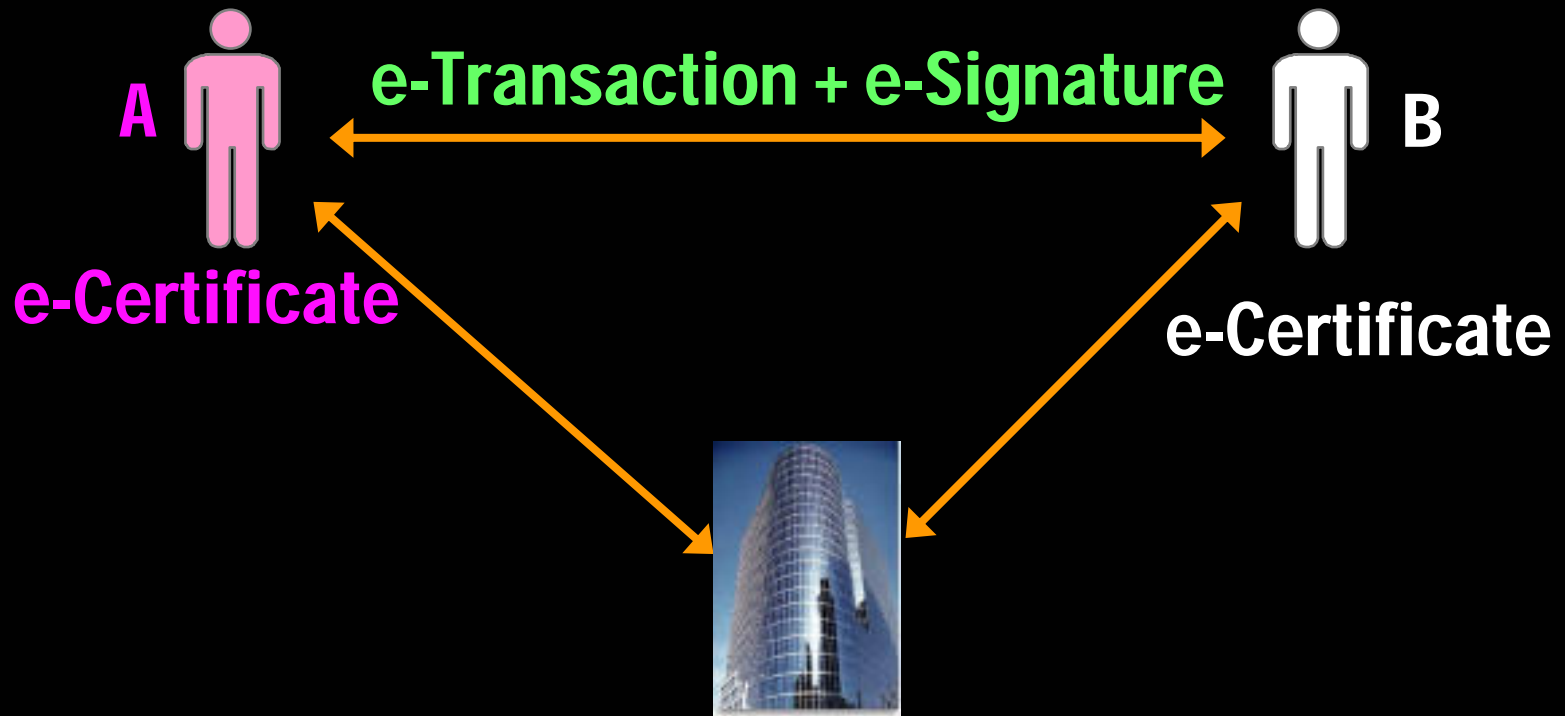 e-Transaction + e-Signature
A
B
e-Certificate
e-Certificate